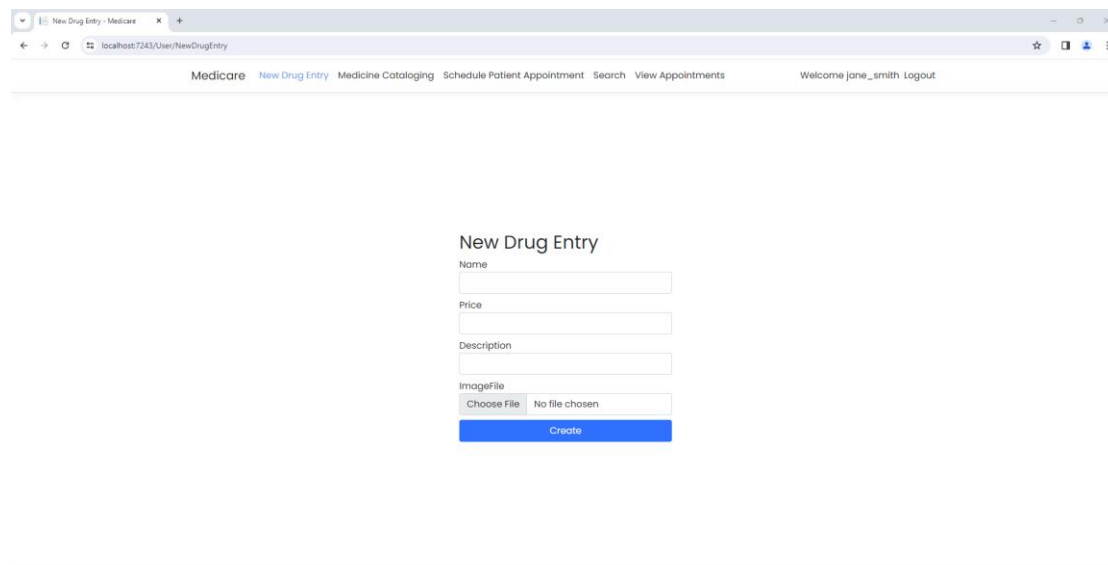 New Drug Entry - Medicare
localhost:7243/User/NewDrugEntry
Medicare New Drug Entry Medicine Cataloging Schedule Patient Appointment Search View Appointments Welcome jane_smith Logout
New Drug Entry
Name
Price
Description
ImageFile
Choose File No file chosen
Create